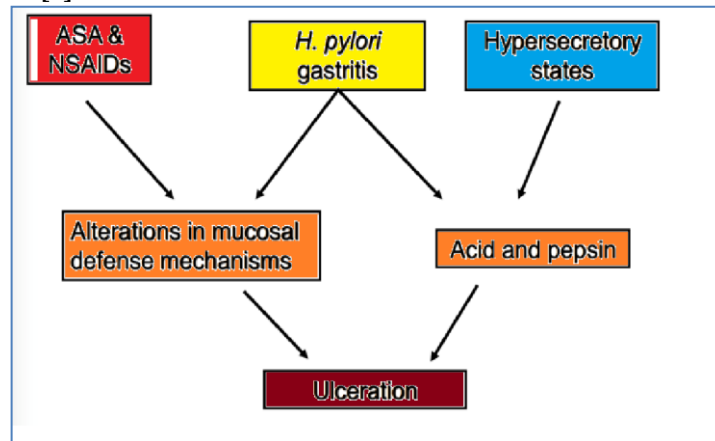 ASA &
NSAIDs
H. pylori
gastritis
Hypersecretory
states
Alterations in mucosal
defense mechanisms
Acid and pepsin
Ulceration